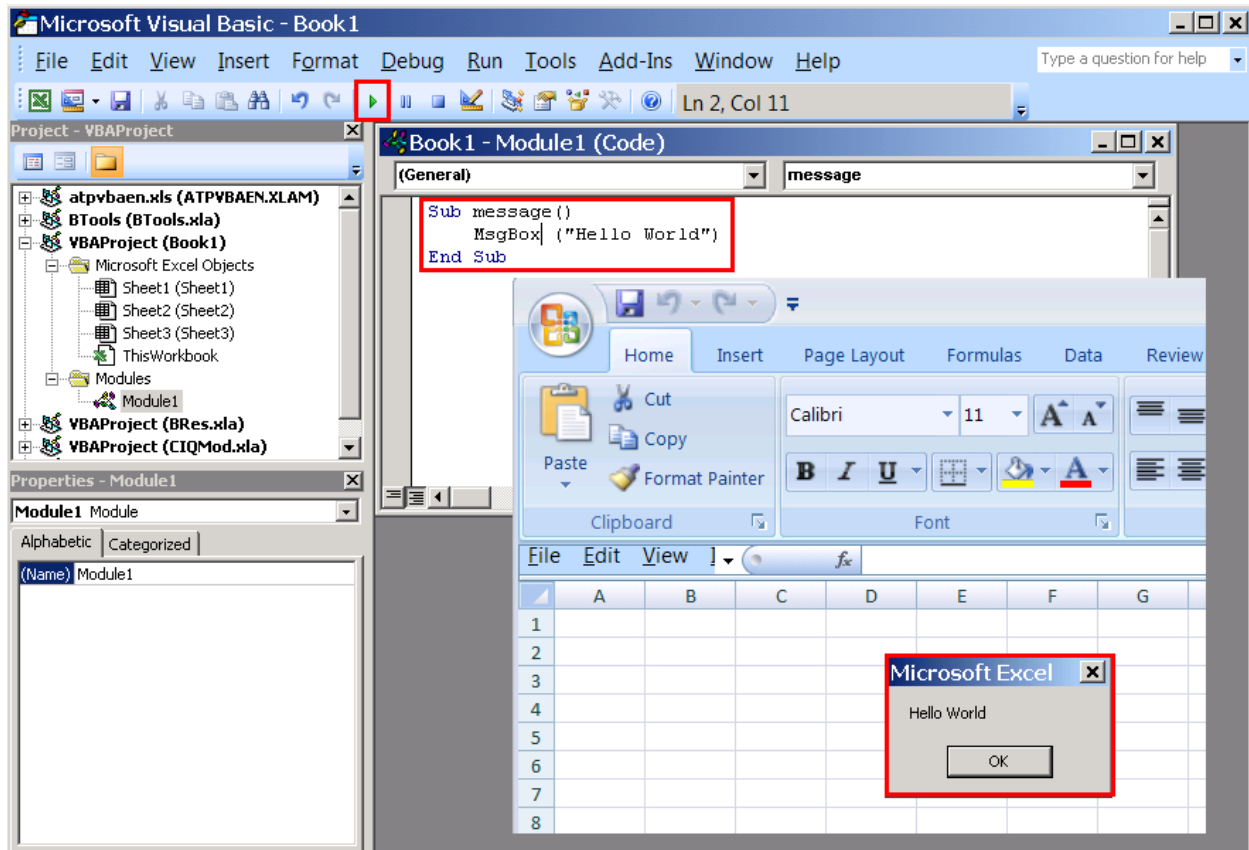 Microsoft Visual Basic - Book1
File Edit View Insert Format Debug Run Tools Add-Ins Window Help
Type a question for help
Ln 2, Col 11
Project - VBAProject
atpvbaen.xls (ATPVBAEN.XLAM)
BTools (BTools.xla)
VBAProject (Book1)
Microsoft Excel Objects
Sheet1 (Sheet1)
Sheet2 (Sheet2)
Sheet3 (Sheet3)
ThisWorkbook
Modules
Module1
VBAProject (BRes.xla)
VBAProject (CIQMod.xla)
Properties - Module1
Module1 Module
Alphabetic Categorized
(Name) Module1
Book1 - Module1 (Code)
(General) message
Sub message()
MsgBox ("Hello World")
End Sub
Home Insert Page Layout Formulas Data Review
Paste
Cut
Copy
Format Painter
Clipboard
Calibri 11 A A
B I U A
Font
File Edit View I
fx
A B C D E F G
1
2
3
4
5
6
7
8
Microsoft Excel
Hello World
OK